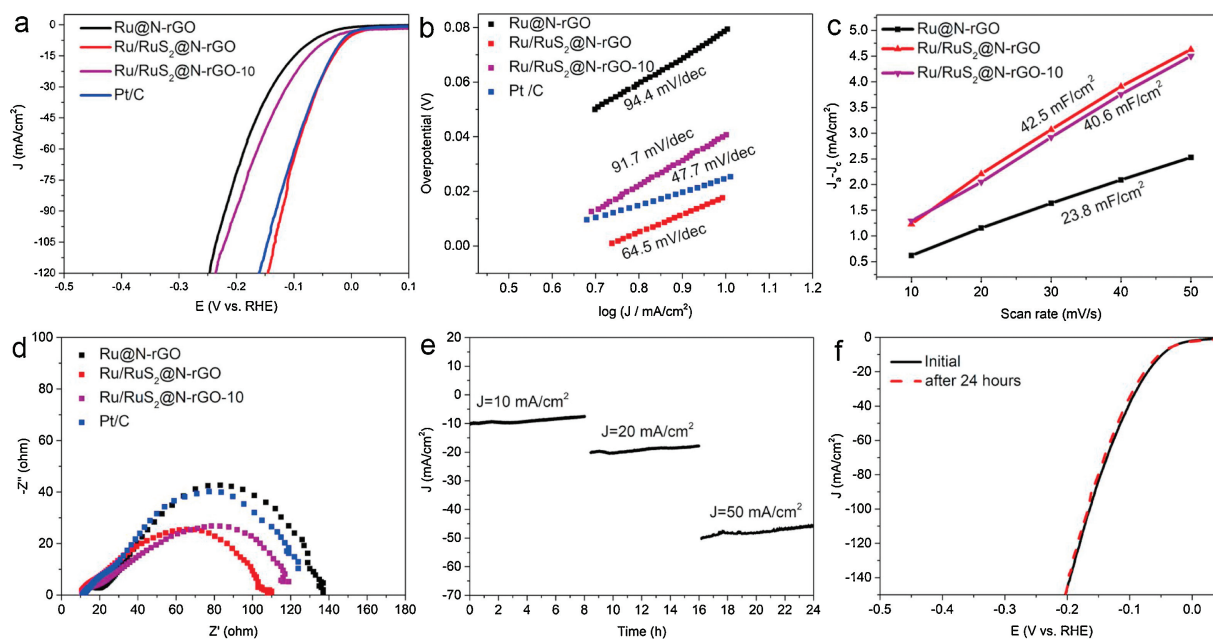 a
Ru@N-rGO
Ru/RuS2@N-rGO
Ru/RuS2@N-rGO-10
Pt/C
J (mA/cm2)
0
-15
-30
-45
-60
-75
-90
-105
-120
-0.5 -0.4 -0.3 -0.2 -0.1 0.0 0.1
E (V vs. RHE)
b
Ru@N-rGO
Ru/RuS2@N-rGO
Ru/RuS2@N-rGO-10
Pt /C
94.4 mV/dec
91.7 mV/dec
47.7 mV/dec
64.5 mV/dec
Overpotential (V)
0.08
0.06
0.04
0.02
0.00
0.5 0.6 0.7 0.8 0.9 1.0 1.1 1.2
log (J / mA/cm2)
c
Ru@N-rGO
Ru/RuS2@N-rGO
Ru/RuS2@N-rGO-10
42.5 mF/cm2
40.6 mF/cm2
23.8 mF/cm2
Ja-Jc
5.0
4.5
4.0
3.5
3.0
2.5
2.0
1.5
1.0
0.5
10 20 30 40 50
Scan rate (mV/s)
d
Ru@N-rGO
Ru/RuS2@N-rGO
Ru/RuS2@N-rGO-10
Pt/C
-Z" (ohm)
100
80
60
40
20
0
0 20 40 60 80 100 120 140 160 180
Z' (ohm)
e
J=10 mA/cm2
J=20 mA/cm2
J=50 mA/cm2
J (mA/cm2)
20
10
0
-10
-20
-30
-40
-50
-60
-70
0 2 4 6 8 10 12 14 16 18 20 22 24
Time (h)
f
Initial
after 24 hours
J (mA/cm2)
0
-20
-40
-60
-80
-100
-120
-140
-0.5 -0.4 -0.3 -0.2 -0.1 0.0
E (V vs. RHE)